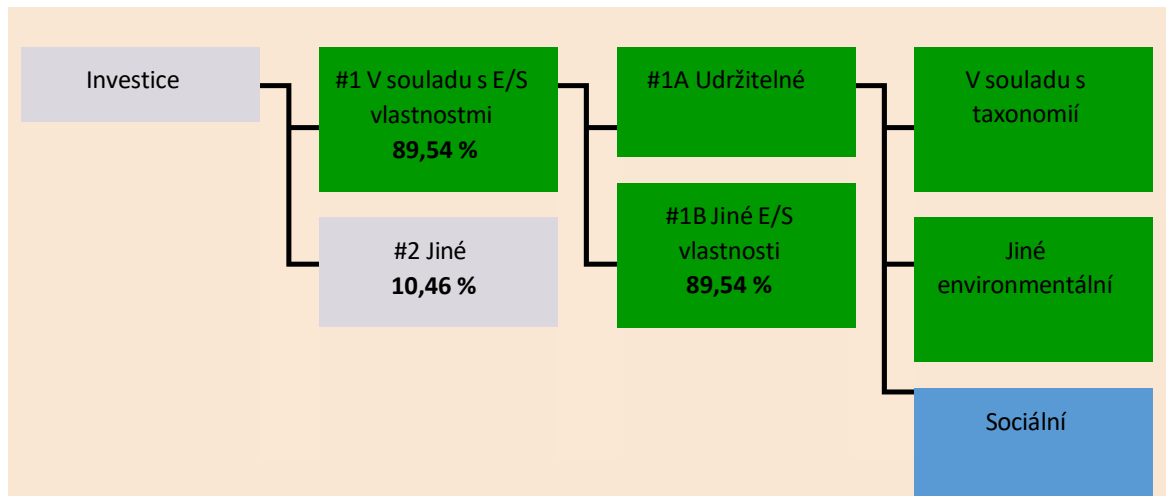 Investice
#1 V souladu s E/S
vlastnostmi
89,54 %
#2 Jiné
10,46 %
#1A Udržitelné
#1B Jiné E/S
vlastnosti
89,54 %
V souladu s
taxonomií
Jiné
environmentální
Sociální